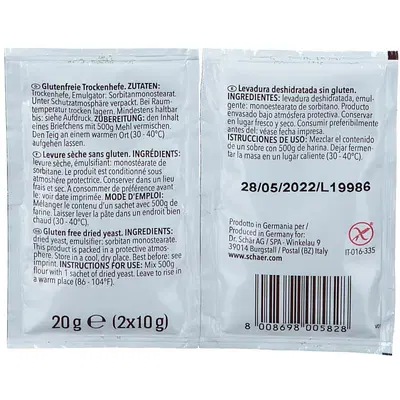 Glutenfreie Trockenhefe. ZUTATEN:
Trockenhefe, Emulgator: Sorbitanmonostearat.
Unter Schutzatmosphäre verpackt. Bei Raum-
temperatur trocken lagern. Mindestens haltbar bis:
siehe Aufdruck. ZUBEREITUNG: den Inhalt
eines Briefchens mit 500g Mehl vermischen.
Den Teig an einem warmen Ort (30 - 40°C)
Levure sèche sans gluten. INGRÉDIENTS:
levure sèche, émulsifiant: monostéarate de
sorbitane. Le produit est conditionné sous
atmosphère protectrice. Conserver dans un lieu
frais et sec. À consommer de préférence avant
le: voir date imprimée. MODE D'EMPLOI:
Mélanger le contenu d'un sachet avec 500g de
farine. Laisser lever la pâte dans un endroit bien
chaud (30 - 40°C).
Gluten free dried yeast. INGREDIENTS:
dried yeast, emulsifier: sorbitan monostearate.
This product is packed in a protective atmos-
phere. Store in a cool, dry place. Best before: see
imprint. INSTRUCTIONS FOR USE: Mix 500g
flour with 1 sachet of dried yeast. Leave to rise in
a warm place (86 - 104°F).
20 g e (2x10 g)
Levadura deshidratada sin gluten.
INGREDIENTES: levadura deshidratada, emul-
gente: monoestearato de sorbitano. Producto
envasado bajo atmósfera protectora. Conservar
en lugar fresco y seco. Consumir preferiblemente
antes del: véase fecha impresa.
INSTRUCCIONES DE USO: Mezclar el contenido
de un sobre con 500g de harina. Dejar fermen-
tar la masa en un lugar caliente (30 - 40°C).
28/05/2022/L19986
Prodotto in Germania per /
Produced in Germany for:
Dr. Schär AG / SPA - Winkelau 9
39014 Burgstall / Postal (BZ) Italy
www.schaer.com
IT-016-335
8 008698 005828